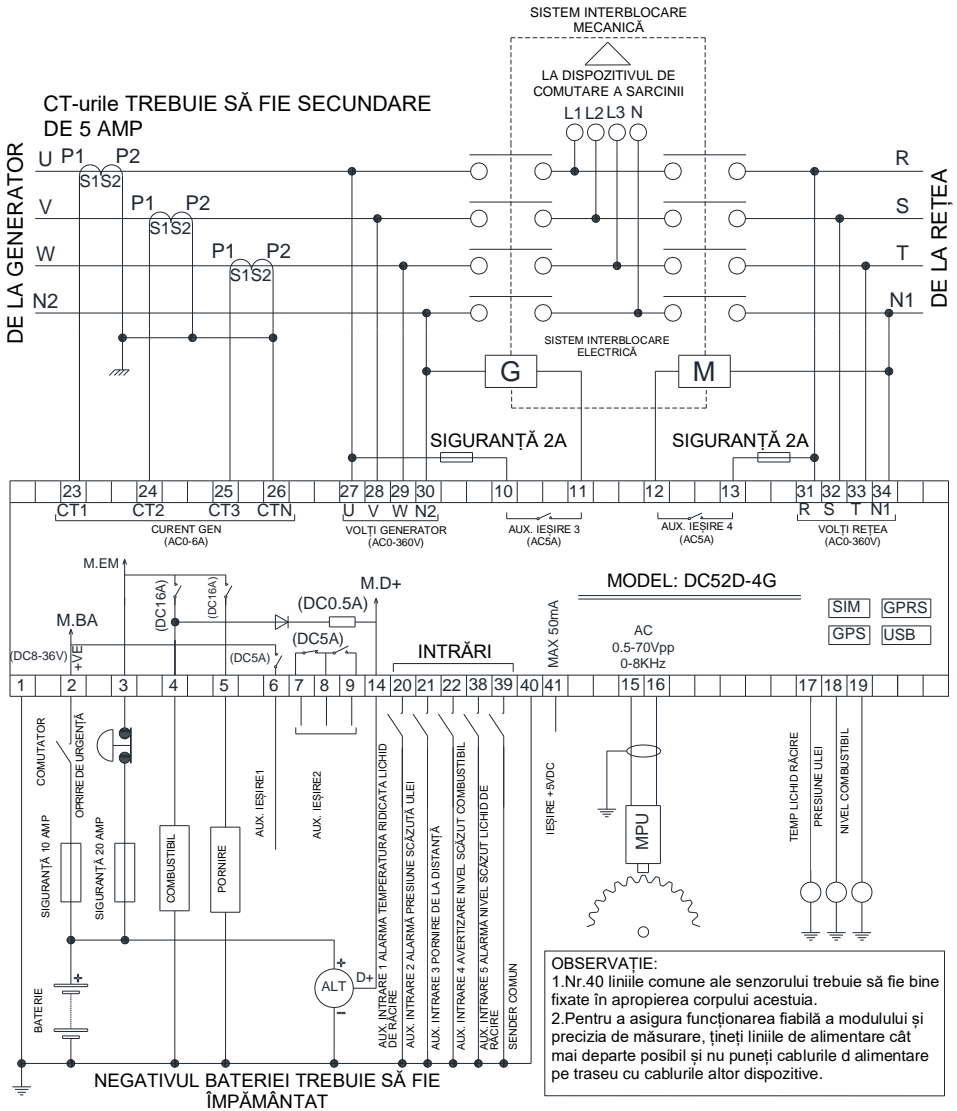 SISTEM INTERBLOCARE
MECANICĂ
LA DISPOZITIVUL DE
COMUTARE A SARCINII
L1 L2 L3 N
CT-urile TREBUIE SĂ FIE SECUNDARE
DE 5 AMP
DE LA GENERATOR
DE LA REȚEA
U P1 P2
S1S2
R
V P1 P2
S1S2
S
W P1 P2
S1S2
T
N2
N1
SISTEM INTERBLOCARE
ELECTRICĂ
G
M
SIGURANȚĂ 2A
SIGURANȚĂ 2A
23 24 25 26 27 28 29 30 10 11 12 13 31 32 33 34
CT1 CT2 CT3 CTN U V W N2 R S T N1
CURENT GEN
(AC0-6A)
VOLȚI GENERATOR
(AC0-360V)
AUX. IEȘIRE 3
(AC5A)
AUX. IEȘIRE 4
(AC5A)
VOLȚI REȚEA
(AC0-360V)
M.EM
(DC16A)
(DC16A)
M.D+
(DC0.5A)
MODEL: DC52D-4G
M.BA
+VE
(DC8-36V)
(DC5A)
(DC5A)
INTRĂRI
MAX 50mA
AC
0.5-70Vpp
0-8KHz
SIM GPRS
GPS USB
1 2 3 4 5 6 7 8 9 14 20 21 22 38 39 40 41 15 16 17 18 19
COMUTATOR
OPRIRE DE URGENȚĂ
SIGURANȚĂ 10 AMP
SIGURANȚĂ 20 AMP
COMBUSTIBIL
PORNIRE
AUX. IEȘIRE1
AUX. IEȘIRE2
AUX. INTRARE 1 ALARMA TEMPERATURA RIDICATA LICHID
DE RĂCIRE
AUX. INTRARE 2 ALARMĂ PRESIUNE SCĂZUTĂ ULEI
AUX. INTRARE 3 PORNIRE DE LA DISTANȚĂ
AUX. INTRARE 4 AVERTIZARE NIVEL SCĂZUT COMBUSTIBIL
AUX. INTRARE 5 ALARMĂ NIVEL SCĂZUT LICHID DE
RĂCIRE
SENDER COMUN
IEȘIRE +5VDC
MPU
TEMP LICHID RĂCIRE
PRESIUNE ULEI
NIVEL COMBUSTIBIL
BATERIE
+
ALT
D+
+
−
NEGATIVUL BATERIEI TREBUIE SĂ FIE
ÎMPĂMÂNTAT
OBSERVAȚIE:
1.Nr.40 liniile comune ale senzorului trebuie să fie bine
fixate în apropierea corpului acestuia.
2.Pentru a asigura funcționarea fiabilă a modulului și
precizia de măsurare, țineți liniile de alimentare cât
mai departe posibil și nu puneți cablurile d alimentare
pe traseu cu cablurile altor dispozitive.